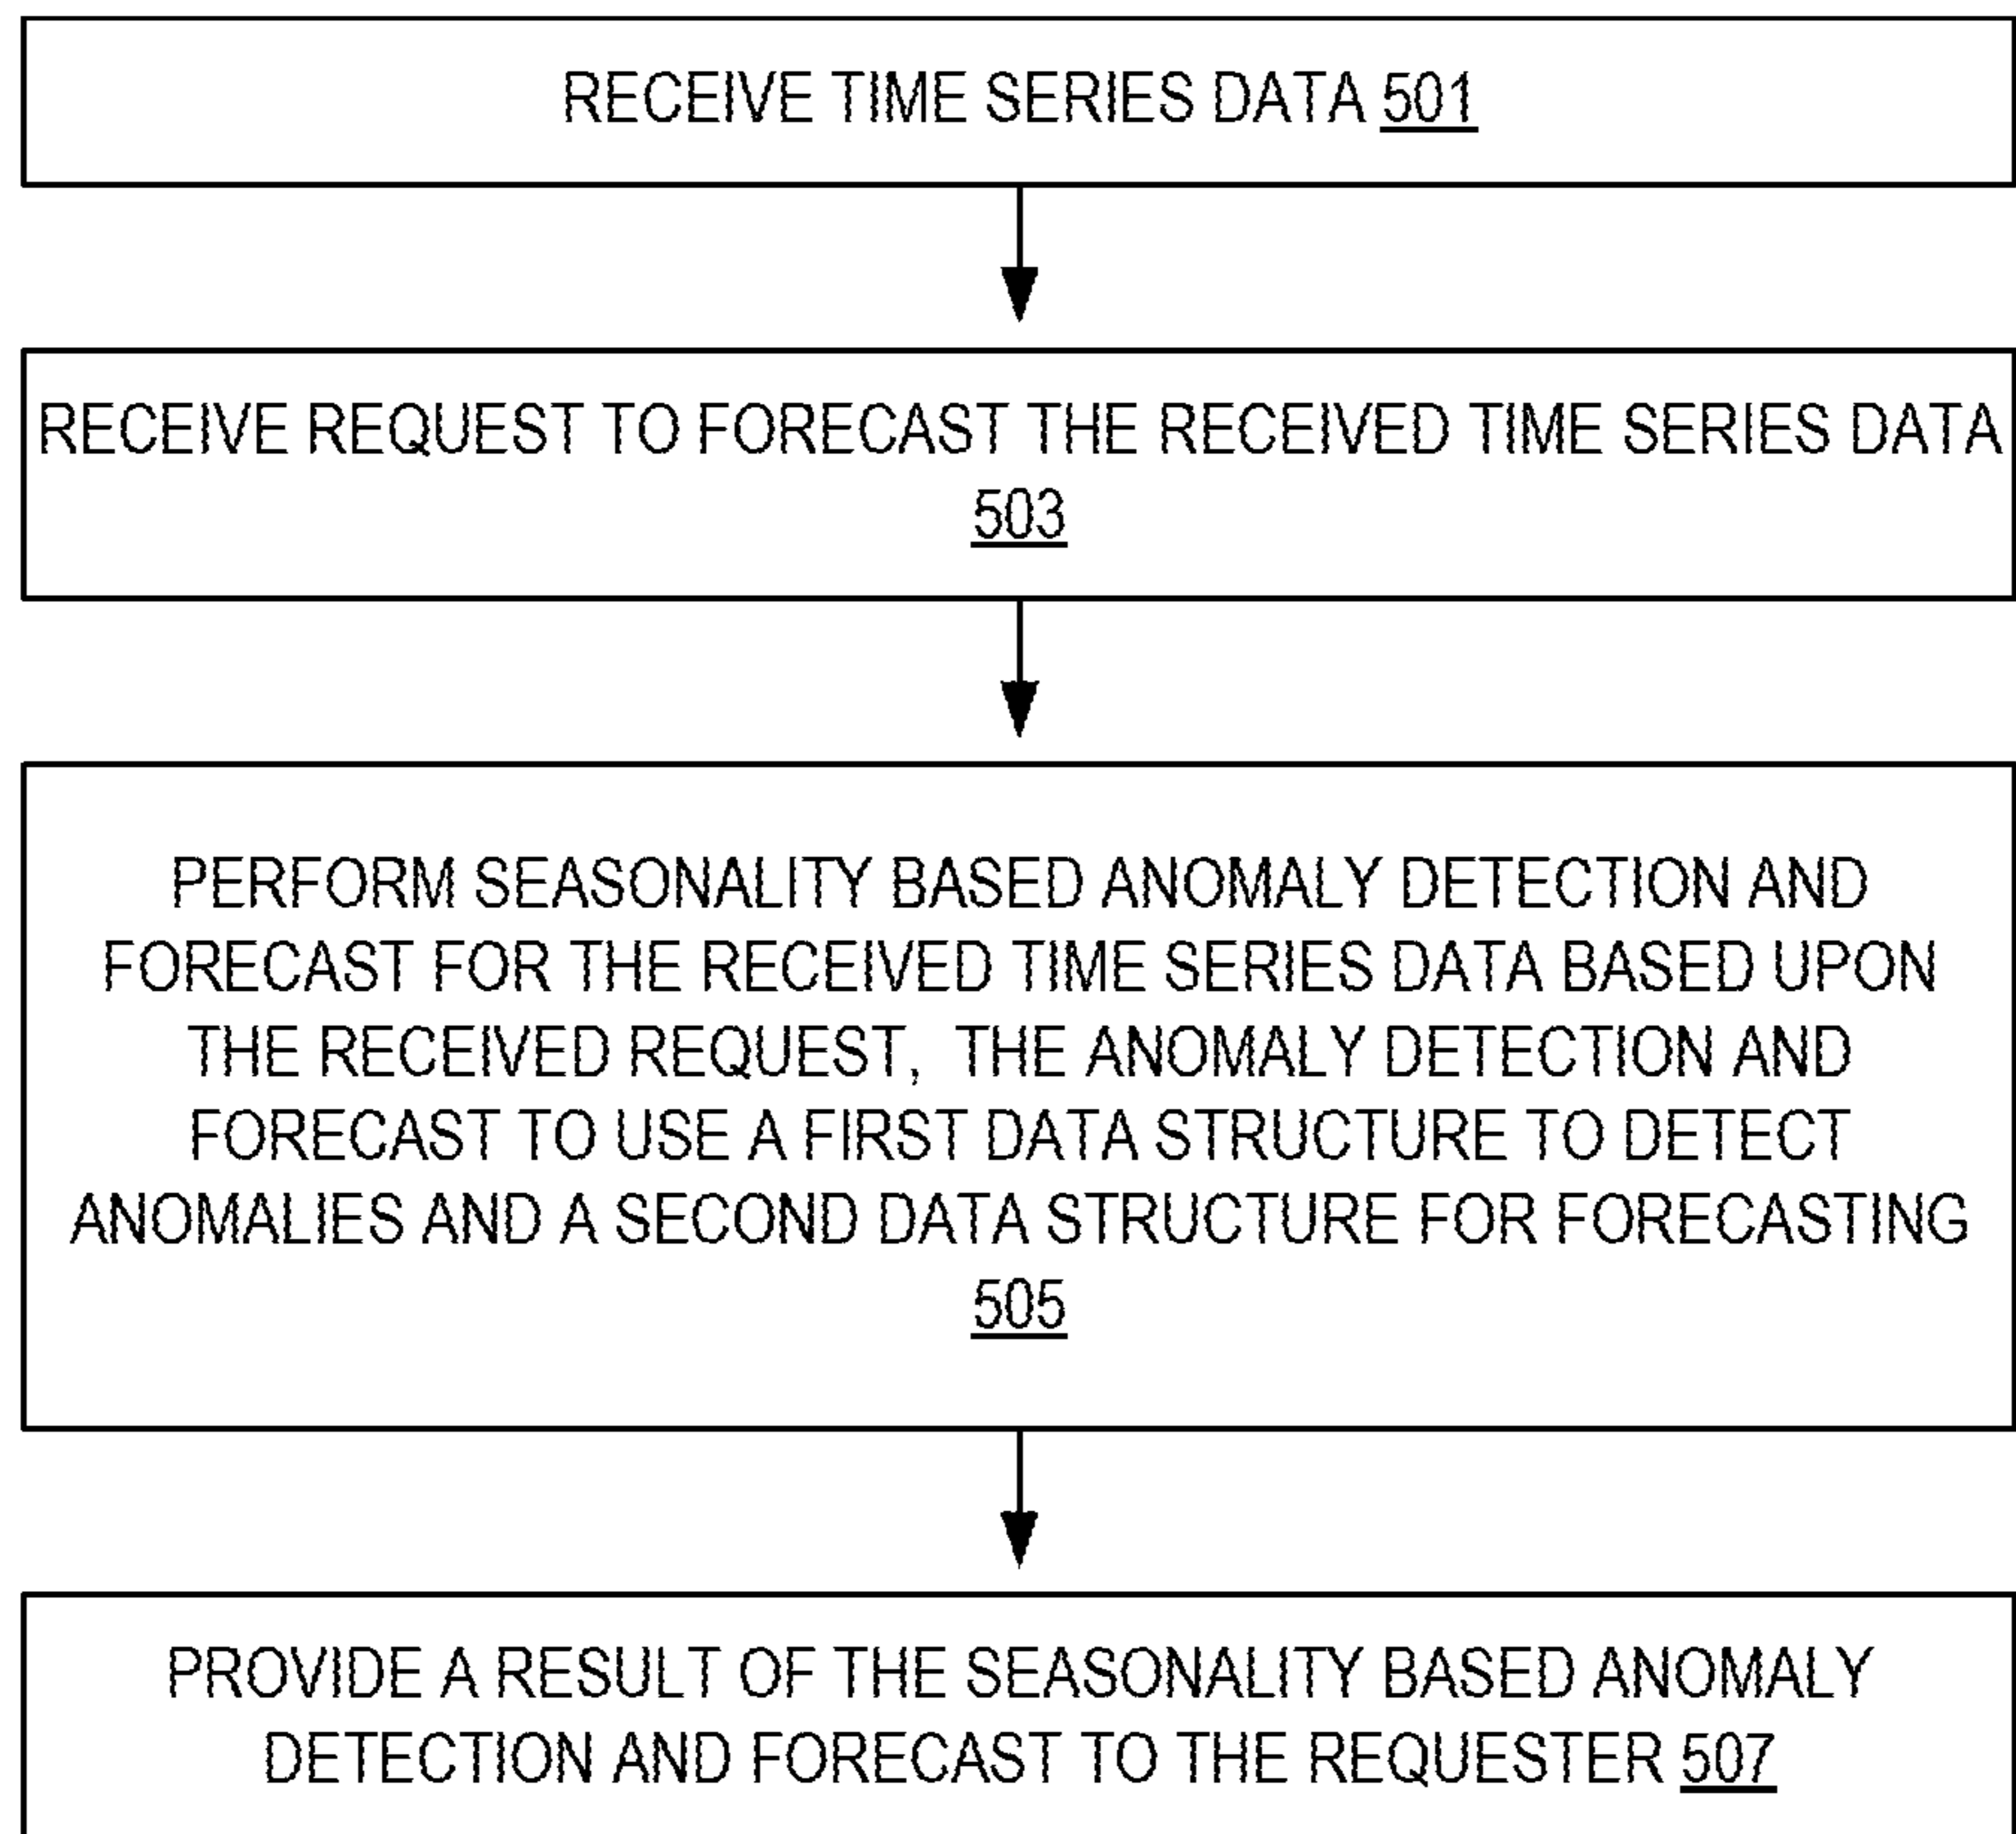 RECEIVE TIME SERIES DATA 501
RECEIVE REQUEST TO FORECAST THE RECEIVED TIME SERIES DATA
503
PERFORM SEASONALITY BASED ANOMALY DETECTION AND
FORECAST FOR THE RECEIVED TIME SERIES DATA BASED UPON
THE RECEIVED REQUEST, THE ANOMALY DETECTION AND
FORECAST TO USE A FIRST DATA STRUCTURE TO DETECT
ANOMALIES AND A SECOND DATA STRUCTURE FOR FORECASTING
505
PROVIDE A RESULT OF THE SEASONALITY BASED ANOMALY
DETECTION AND FORECAST TO THE REQUESTER 507